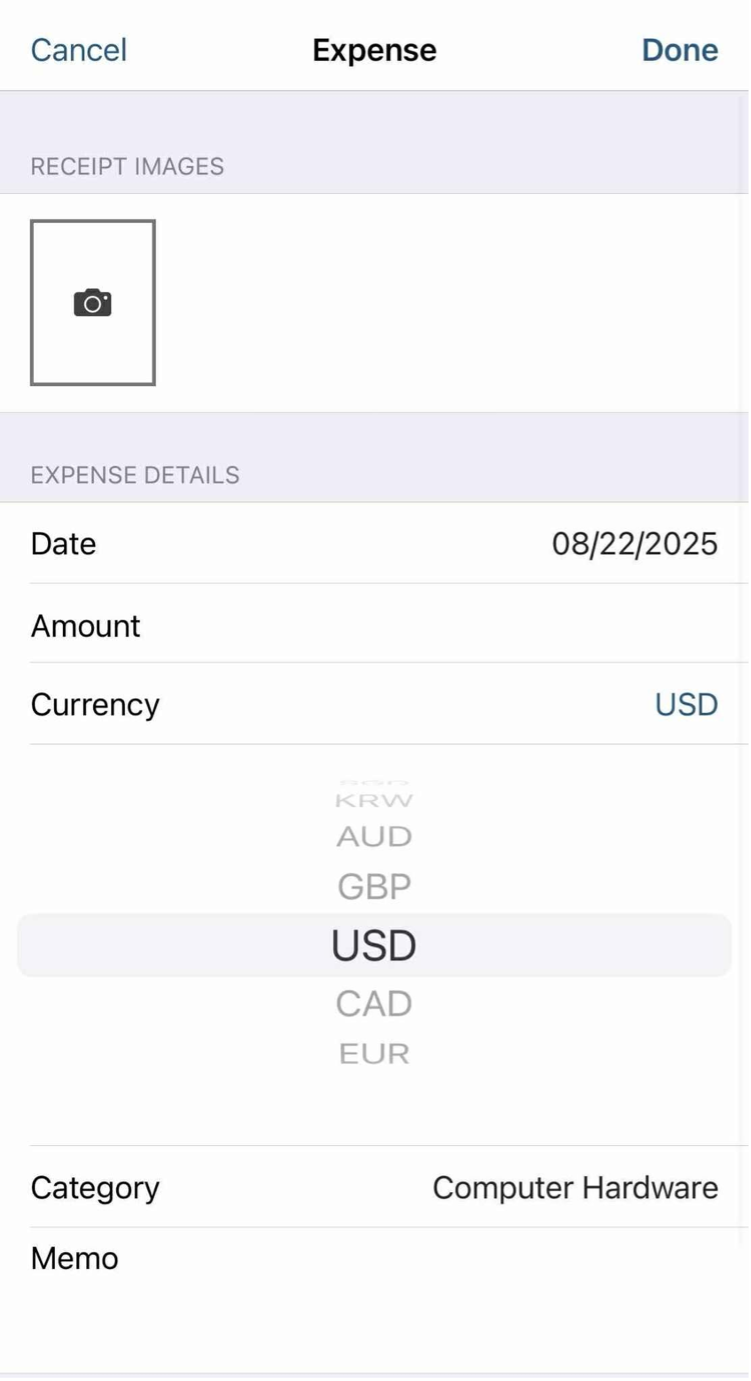 Cancel Expense Done
RECEIPT IMAGES
EXPENSE DETAILS
Date 08/22/2025
Amount
Currency USD
KRW
AUD
GBP
USD
CAD
EUR
Category Computer Hardware
Memo